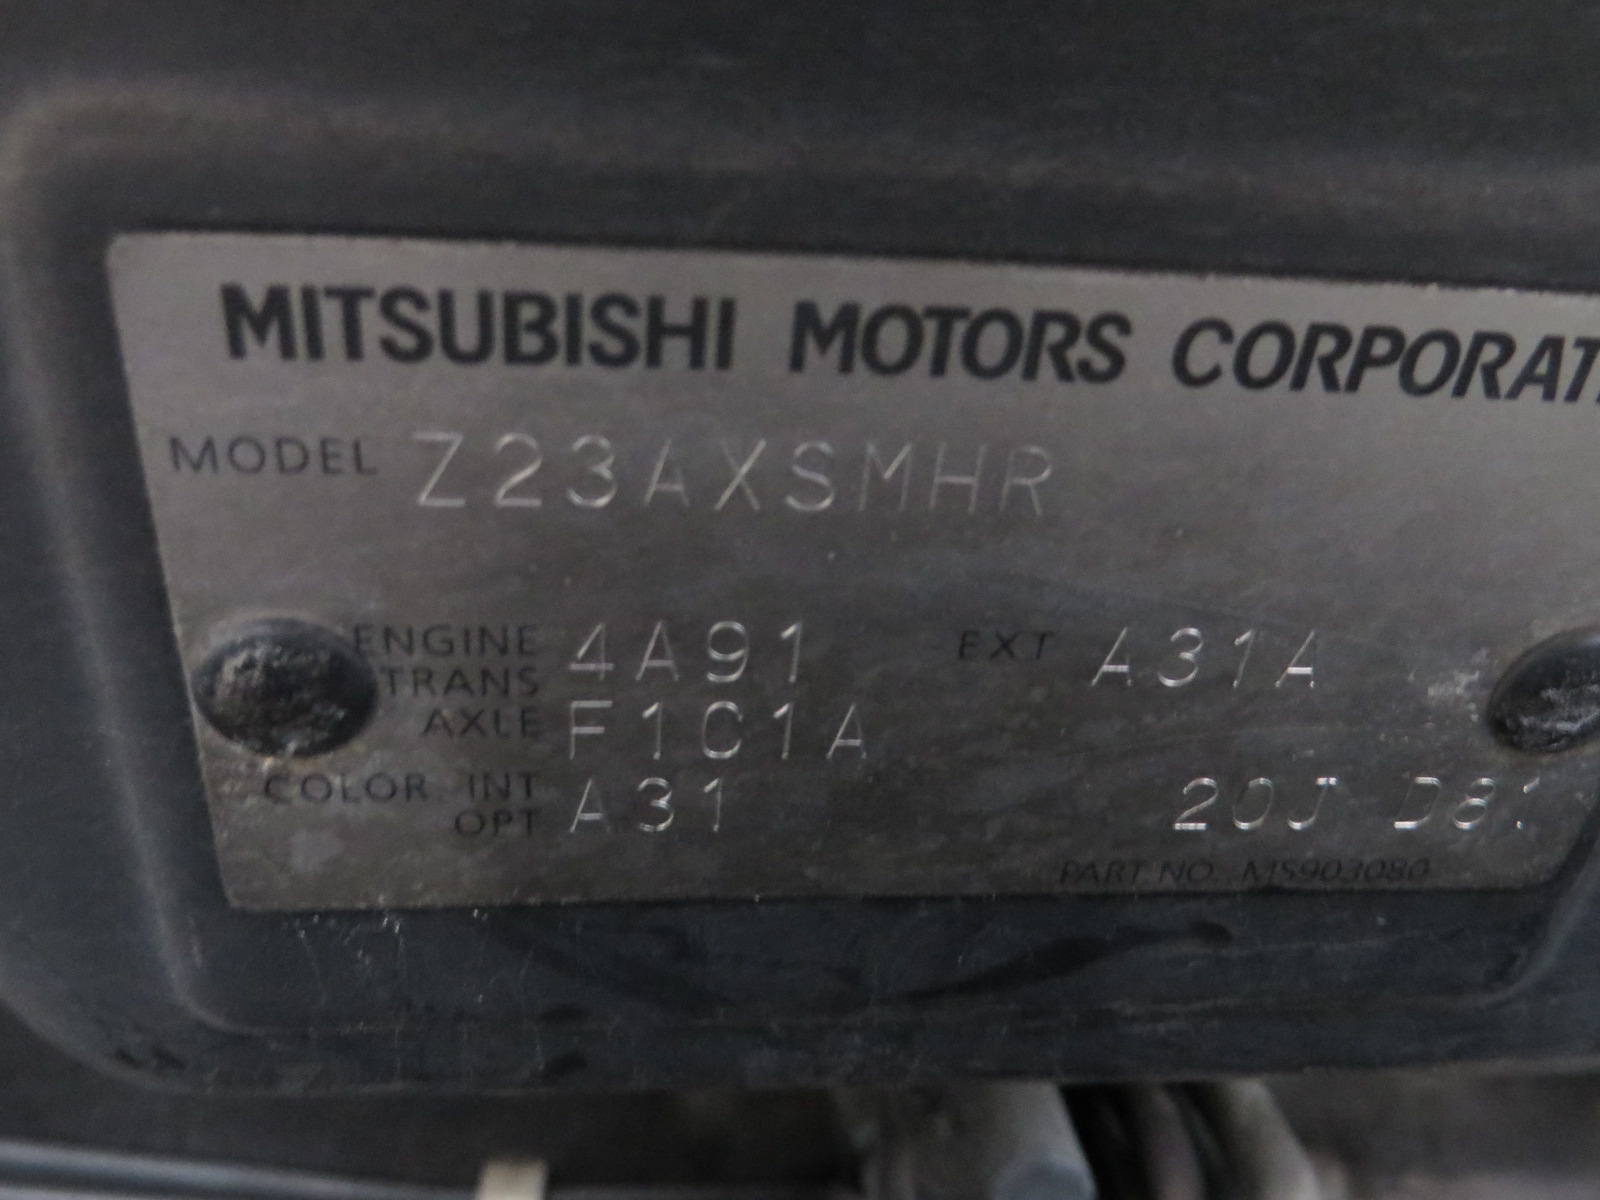 MITSUBISHI MOTORS CORPORAT
MODEL Z23AXSMHR
ENGINE 4A91 EXT A31A
TRANS
AXLE F1C1A
COLOR INT A31 20J D81
OPT
PART NO. MS903080